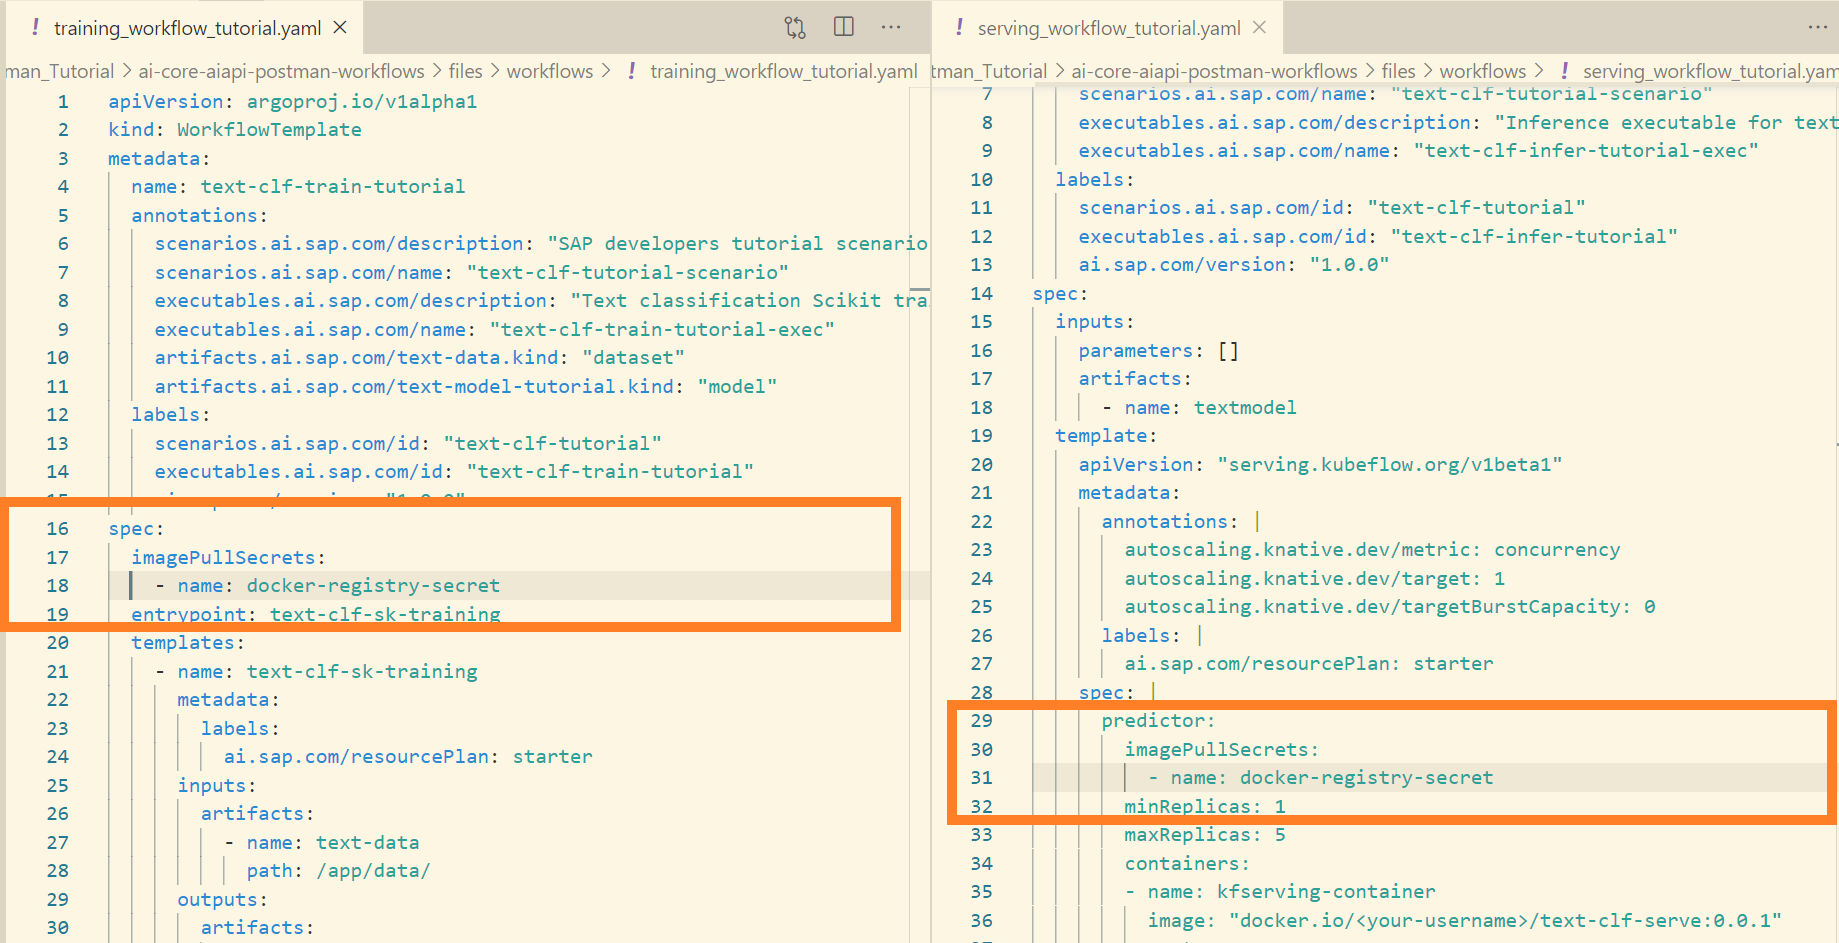 training_workflow_tutorial.yaml
man_Tutorial > ai-core-aiapi-postman-workflows > files > workflows > ! training_workflow_tutorial.yaml
1 apiVersion: argoproj.io/v1alpha1
2 kind: WorkflowTemplate
3 metadata:
4 name: text-clf-train-tutorial
5 annotations:
6 scenarios.ai.sap.com/description: "SAP developers tutorial scenario
7 scenarios.ai.sap.com/name: "text-clf-tutorial-scenario"
8 executables.ai.sap.com/description: "Text classification Scikit tra
9 executables.ai.sap.com/name: "text-clf-train-tutorial-exec"
10 artifacts.ai.sap.com/text-data.kind: "dataset"
11 artifacts.ai.sap.com/text-model-tutorial.kind: "model"
12 labels:
13 scenarios.ai.sap.com/id: "text-clf-tutorial"
14 executables.ai.sap.com/id: "text-clf-train-tutorial"
16 spec:
17 imagePullSecrets:
18 - name: docker-registry-secret
19 entrypoint: text-clf-sk-training
20 templates:
21 - name: text-clf-sk-training
22 metadata:
23 labels:
24 ai.sap.com/resourcePlan: starter
25 inputs:
26 artifacts:
27 - name: text-data
28 path: /app/data/
29 outputs:
30 artifacts:
serving_workflow_tutorial.yaml
tman_Tutorial > ai-core-aiapi-postman-workflows > files > workflows > ! serving_workflow_tutorial.yam
7 scenarios.ai.sap.com/name: "text-clf-tutorial-scenario"
8 executables.ai.sap.com/description: "Inference executable for text
9 executables.ai.sap.com/name: "text-clf-infer-tutorial-exec"
10 labels:
11 scenarios.ai.sap.com/id: "text-clf-tutorial"
12 executables.ai.sap.com/id: "text-clf-infer-tutorial"
13 ai.sap.com/version: "1.0.0"
14 spec:
15 inputs:
16 parameters: []
17 artifacts:
18 - name: textmodel
19 template:
20 apiVersion: "serving.kubeflow.org/v1beta1"
21 metadata:
22 annotations: |
23 autoscaling.knative.dev/metric: concurrency
24 autoscaling.knative.dev/target: 1
25 autoscaling.knative.dev/targetBurstCapacity: 0
26 labels: |
27 ai.sap.com/resourcePlan: starter
28 spec: |
29 predictor:
30 imagePullSecrets:
31 - name: docker-registry-secret
32 minReplicas: 1
33 maxReplicas: 5
34 containers:
35 - name: kfserving-container
36 image: "docker.io/<your-username>/text-clf-serve:0.0.1"